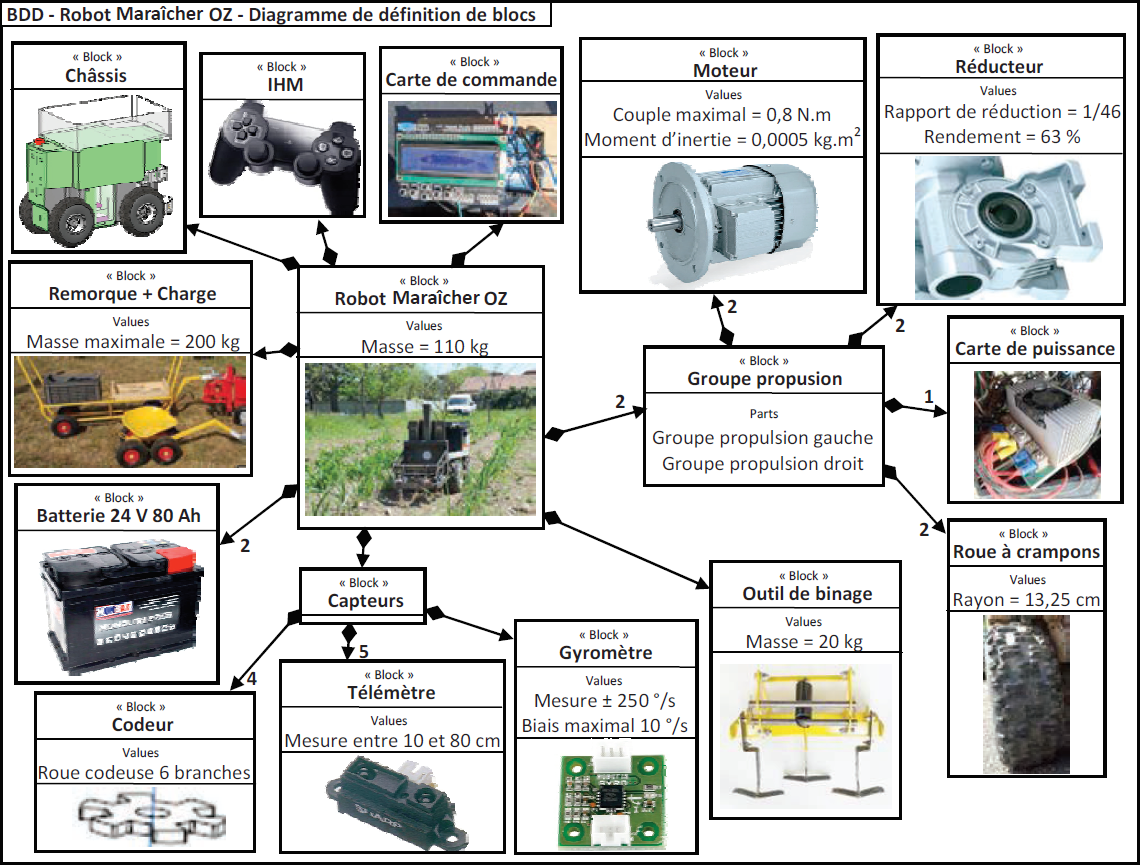 BDD - Robot Maraîcher OZ - Diagramme de définition de blocs
« Block »
Châssis
« Block »
IHM
« Block »
Carte de commande
« Block »
Moteur
Values
Couple maximal = 0,8 N.m
Moment d’inertie = 0,0005 kg.m²
« Block »
Réducteur
Values
Rapport de réduction = 1/46
Rendement = 63 %
« Block »
Remorque + Charge
Values
Masse maximale = 200 kg
« Block »
Robot Maraîcher OZ
Values
Masse = 110 kg
2
2
« Block »
Groupe propusion
Parts
Groupe propulsion gauche
Groupe propulsion droit
2
1
2
« Block »
Carte de puissance
« Block »
Batterie 24 V 80 Ah
2
« Block »
Roue à crampons
Values
Rayon = 13,25 cm
« Block »
Capteurs
4
5
« Block »
Outil de binage
Values
Masse = 20 kg
« Block »
Codeur
Values
Roue codeuse 6 branches
« Block »
Télémètre
Values
Mesure entre 10 et 80 cm
« Block »
Gyromètre
Values
Mesure ± 250 °/s
Biais maximal 10 °/s